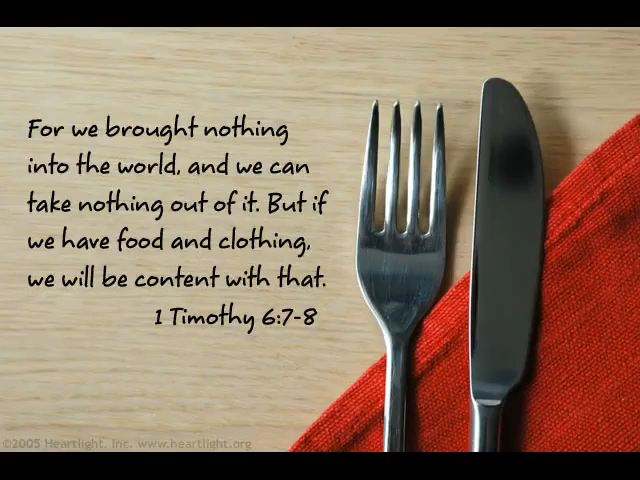 For we brought nothing
into the world, and we can
take nothing out of it. But if
we have food and clothing,
we will be content with that.
1 Timothy 6:7-8
©2005 Heartlight, Inc. www.heartlight.org